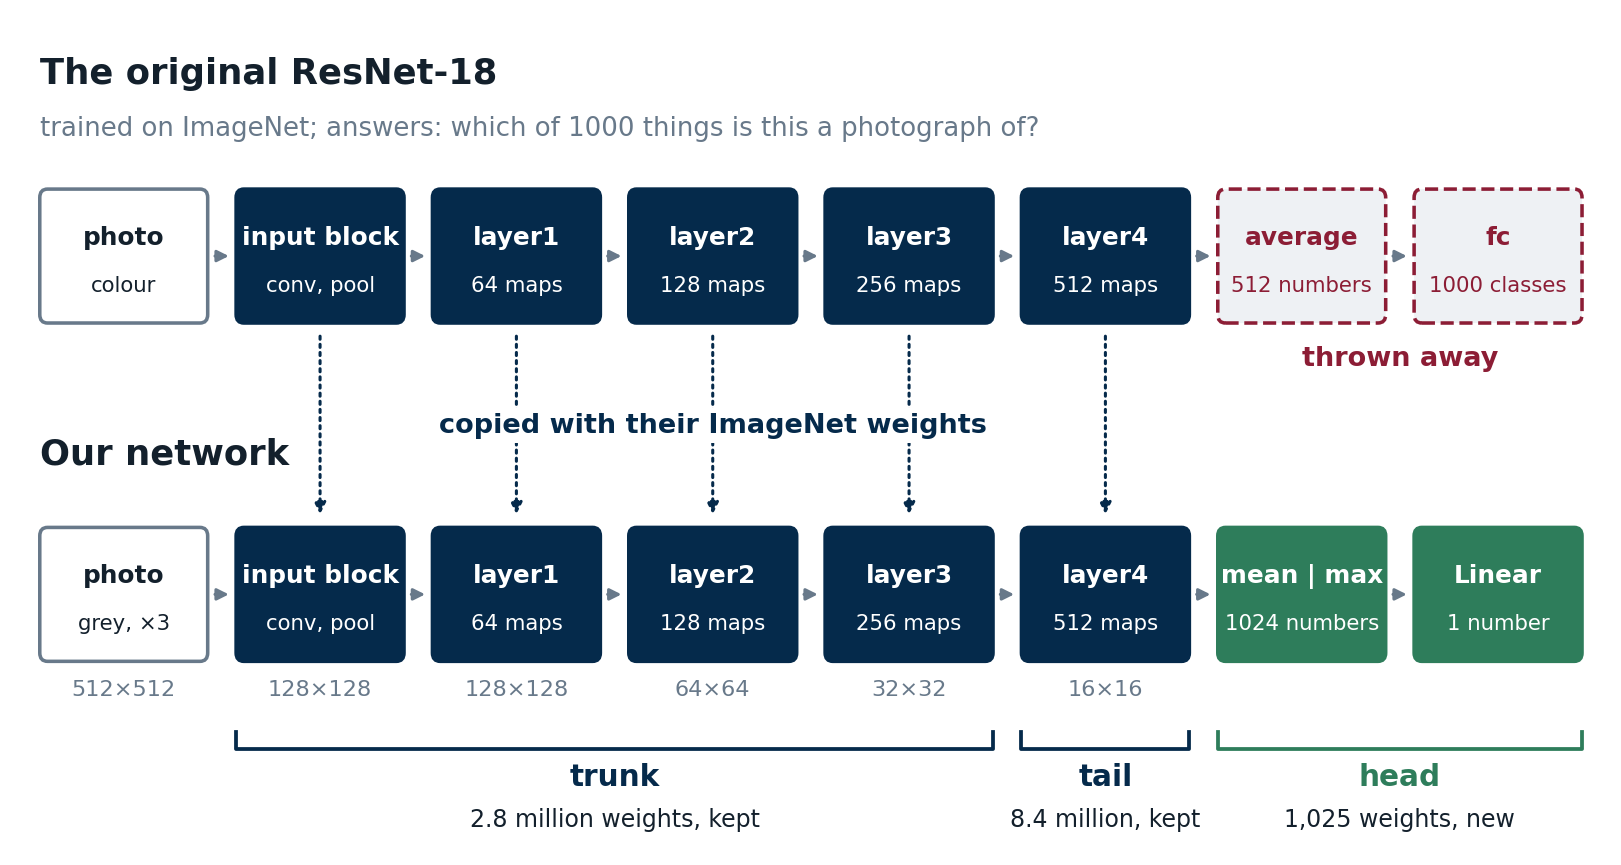 The original ResNet-18
trained on ImageNet; answers: which of 1000 things is this a photograph of?
photo
colour
input block
conv, pool
layer1
64 maps
layer2
128 maps
layer3
256 maps
layer4
512 maps
average
512 numbers
fc
1000 classes
thrown away
copied with their ImageNet weights
Our network
photo
grey, ×3
input block
conv, pool
layer1
64 maps
layer2
128 maps
layer3
256 maps
layer4
512 maps
mean | max
1024 numbers
Linear
1 number
512×512
128×128
128×128
64×64
32×32
16×16
trunk
2.8 million weights, kept
tail
8.4 million, kept
head
1,025 weights, new